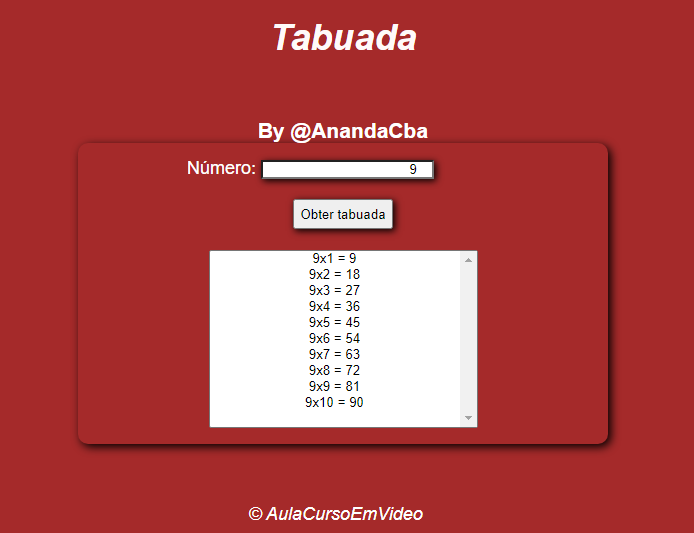 Tabuada
By @AnandaCba
Número: 9
Obter tabuada
9x1 = 9
9x2 = 18
9x3 = 27
9x4 = 36
9x5 = 45
9x6 = 54
9x7 = 63
9x8 = 72
9x9 = 81
9x10 = 90
© AulaCursoEmVideo